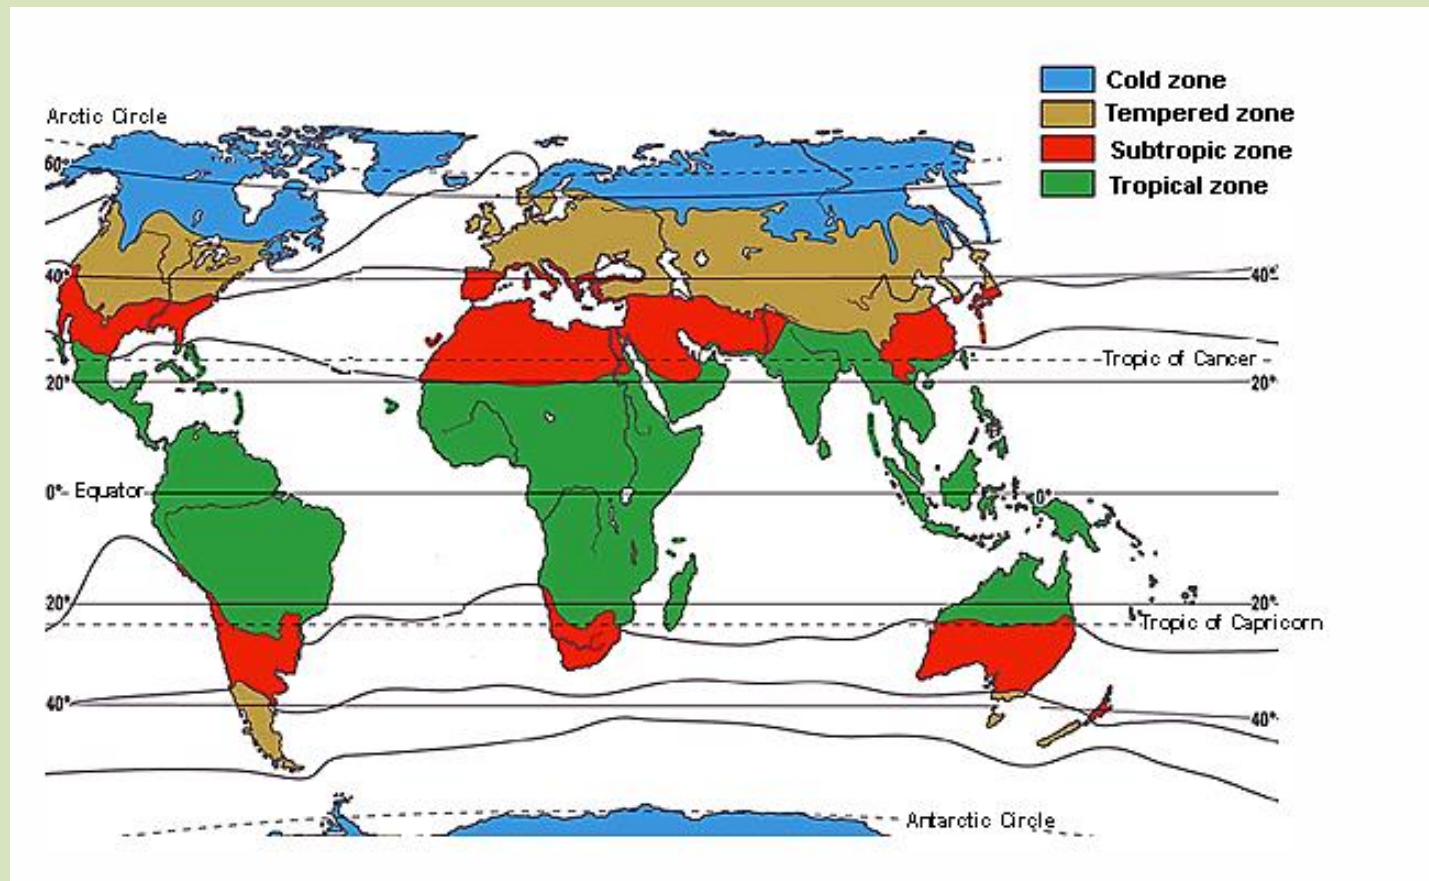 Cold zone
Tempered zone
Subtropic zone
Tropical zone
Arctic Circle
60°
40° 40°
Tropic of Cancer
20° 20°
0° Equator 0°
20° 20°
Tropic of Capricorn
40° 40°
Antarctic Circle